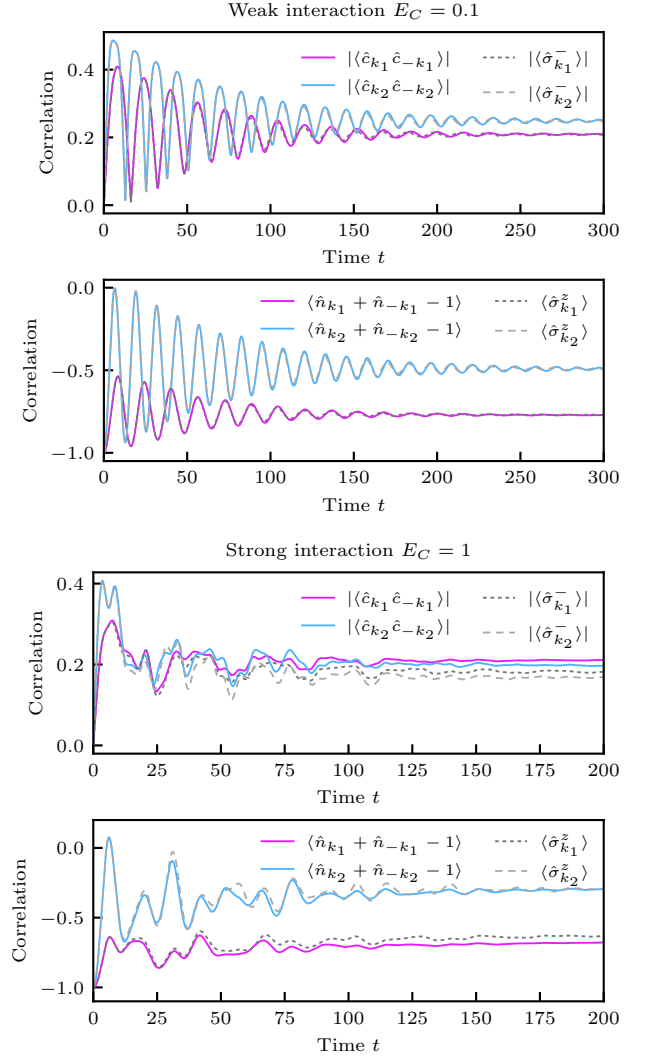 Weak interaction E_C = 0.1
Correlation
0.4
0.2
0.0
|⟨ĉ_{k_1} ĉ_{−k_1}⟩|
|⟨ĉ_{k_2} ĉ_{−k_2}⟩|
|⟨σ̂^−_{k_1}⟩|
|⟨σ̂^−_{k_2}⟩|
0 50 100 150 200 250 300
Time t
Correlation
0.0
−0.5
−1.0
⟨n̂_{k_1} + n̂_{−k_1} − 1⟩
⟨n̂_{k_2} + n̂_{−k_2} − 1⟩
⟨σ̂^z_{k_1}⟩
⟨σ̂^z_{k_2}⟩
0 50 100 150 200 250 300
Time t
Strong interaction E_C = 1
Correlation
0.4
0.2
0.0
|⟨ĉ_{k_1} ĉ_{−k_1}⟩|
|⟨ĉ_{k_2} ĉ_{−k_2}⟩|
|⟨σ̂^−_{k_1}⟩|
|⟨σ̂^−_{k_2}⟩|
0 25 50 75 100 125 150 175 200
Time t
Correlation
0.0
−0.5
−1.0
⟨n̂_{k_1} + n̂_{−k_1} − 1⟩
⟨n̂_{k_2} + n̂_{−k_2} − 1⟩
⟨σ̂^z_{k_1}⟩
⟨σ̂^z_{k_2}⟩
0 25 50 75 100 125 150 175 200
Time t